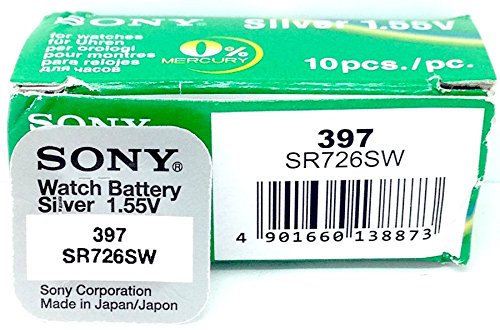 SONY
Silver 1.55V
for watches
für Uhren
per orologi
pour montres
para relojes
для часов
0%
MERCURY
10pcs./pc.
SONY
397
SR726SW
4 901660 138873
SONY®
Watch Battery
Silver 1.55V
397
SR726SW
Sony Corporation
Made in Japan/Japon